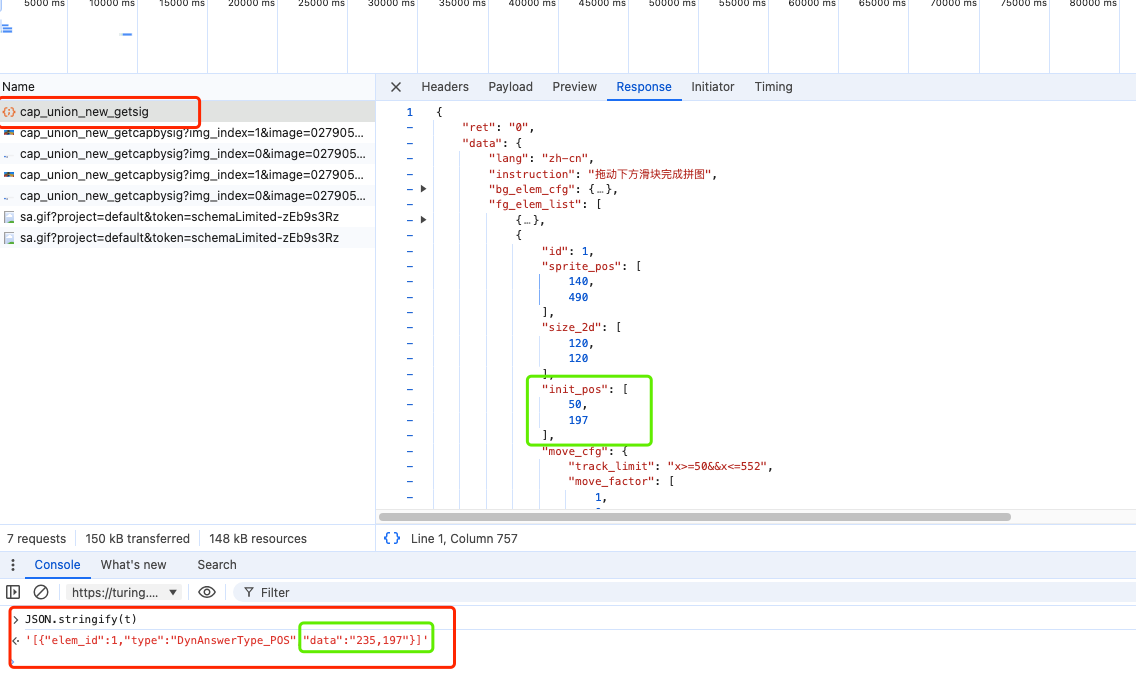 5000 ms 10000 ms 15000 ms 20000 ms 25000 ms 30000 ms 35000 ms 40000 ms 45000 ms 50000 ms 55000 ms 60000 ms 65000 ms 70000 ms 75000 ms 80000 ms
Name
cap_union_new_getsig
cap_union_new_getcapbysig?img_index=1&image=027905...
cap_union_new_getcapbysig?img_index=0&image=027905...
cap_union_new_getcapbysig?img_index=1&image=027905...
cap_union_new_getcapbysig?img_index=0&image=027905...
sa.gif?project=default&token=schemaLimited-zEb9s3Rz
sa.gif?project=default&token=schemaLimited-zEb9s3Rz
Headers Payload Preview Response Initiator Timing
1 {
"ret": "0",
"data": {
"lang": "zh-cn",
"instruction": "拖动下方滑块完成拼图",
"bg_elem_cfg": {…},
"fg_elem_list": [
{…},
{
"id": 1,
"sprite_pos": [
140,
490
],
"size_2d": [
120,
120
],
"init_pos": [
50,
197
],
"move_cfg": {
"track_limit": "x>=50&&x<=552",
"move_factor": [
1,
7 requests 150 kB transferred 148 kB resources
{} Line 1, Column 757
Console What's new Search
https://turing.... Filter
JSON.stringify(t)
'[{"elem_id":1,"type":"DynAnswerType_POS","data":"235,197"}]'